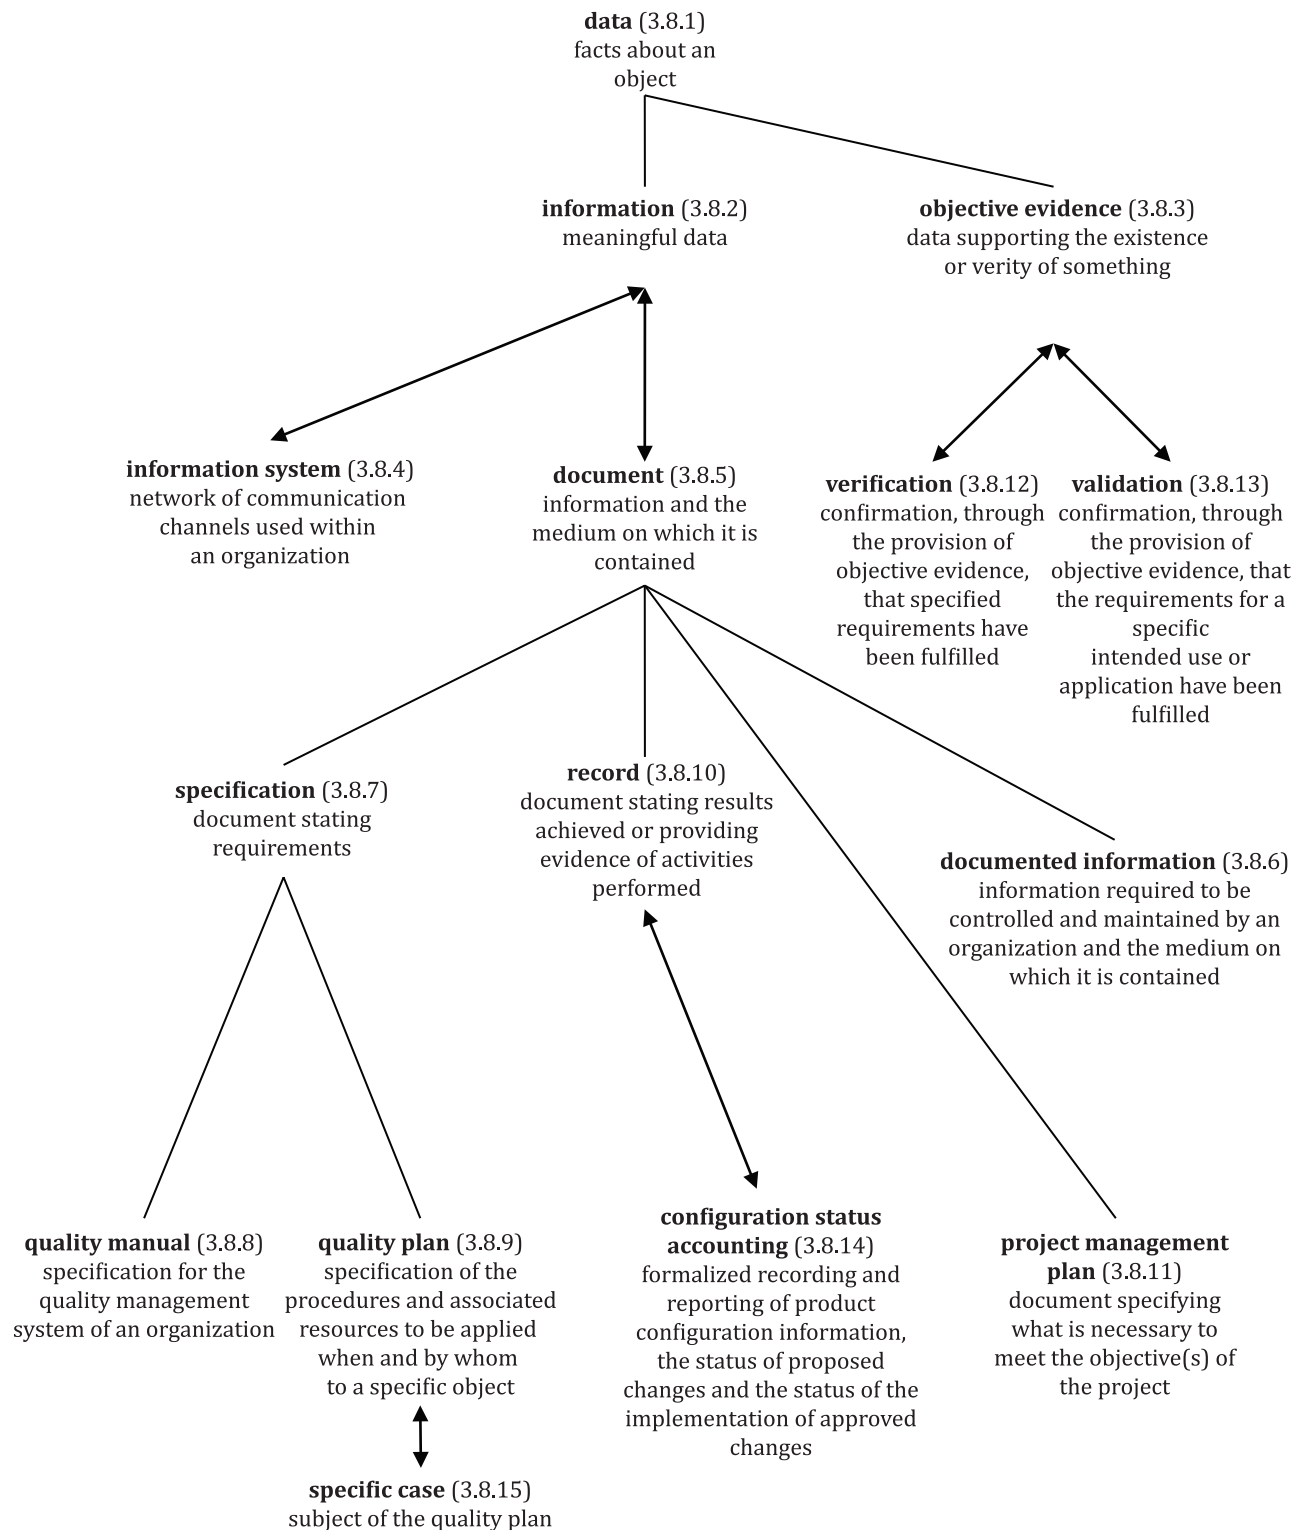 data (3.8.1)
facts about an
object
information (3.8.2)
meaningful data
objective evidence (3.8.3)
data supporting the existence
or verity of something
information system (3.8.4)
network of communication
channels used within
an organization
document (3.8.5)
information and the
medium on which it is
contained
verification (3.8.12)
confirmation, through
the provision of
objective evidence,
that specified
requirements have
been fulfilled
validation (3.8.13)
confirmation, through
the provision of
objective evidence, that
the requirements for a
specific
intended use or
application have been
fulfilled
specification (3.8.7)
document stating
requirements
record (3.8.10)
document stating results
achieved or providing
evidence of activities
performed
documented information (3.8.6)
information required to be
controlled and maintained by an
organization and the medium on
which it is contained
quality manual (3.8.8)
specification for the
quality management
system of an organization
quality plan (3.8.9)
specification of the
procedures and associated
resources to be applied
when and by whom
to a specific object
configuration status
accounting (3.8.14)
formalized recording and
reporting of product
configuration information,
the status of proposed
changes and the status of the
implementation of approved
changes
project management
plan (3.8.11)
document specifying
what is necessary to
meet the objective(s) of
the project
specific case (3.8.15)
subject of the quality plan